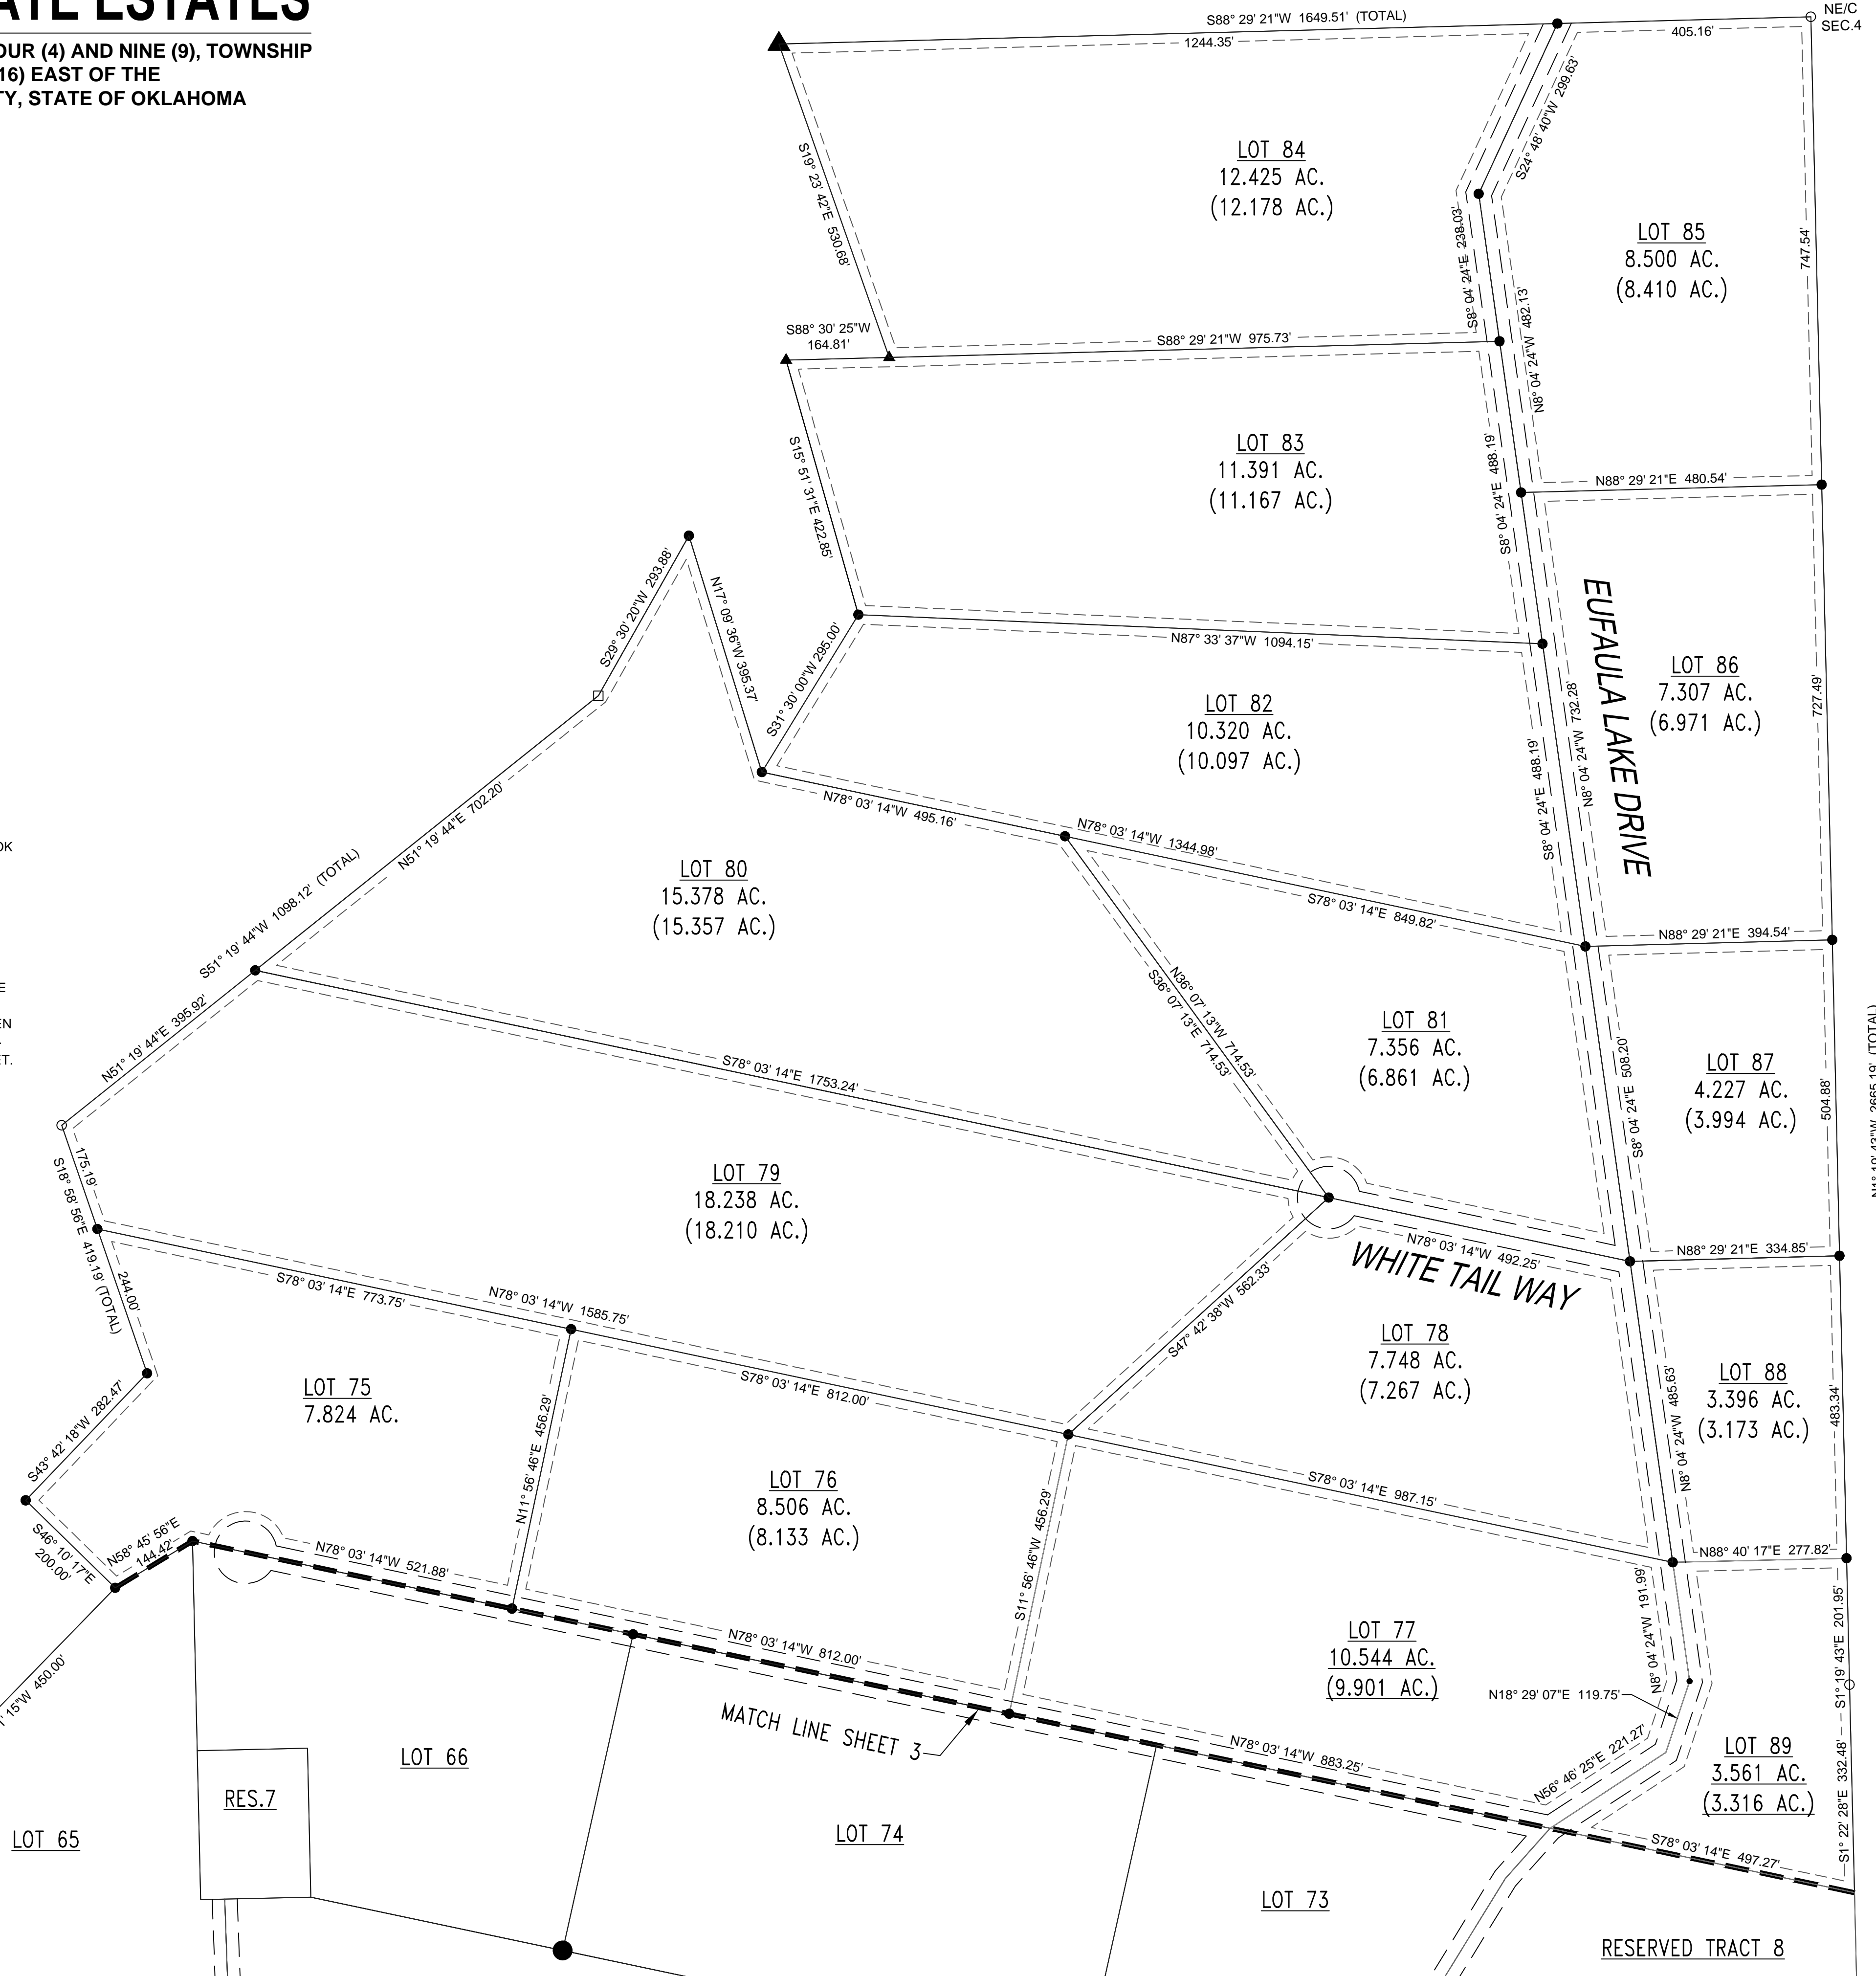 ATE ESTATES
OUR (4) AND NINE (9), TOWNSHIP
16) EAST OF THE
TY, STATE OF OKLAHOMA
S88° 29' 21"W 1649.51' (TOTAL)
1244.35'
405.16'
NE/C
SEC.4
S24° 48' 40"W 299.63'
S19° 23' 42"E 530.68'
LOT 84
12.425 AC.
(12.178 AC.)
S8° 04' 24"E 238.03'
LOT 85
8.500 AC.
(8.410 AC.)
747.54'
S88° 30' 25"W
164.81'
S88° 29' 21"W 975.73'
N8° 04' 24"W 482.13'
S15° 51' 31"E 422.85'
LOT 83
11.391 AC.
(11.167 AC.)
S8° 04' 24"E 488.19'
N88° 29' 21"E 480.54'
S29° 30' 20"W 293.88'
N17° 09' 36"W 395.37'
S31° 30' 00"W 295.00'
N87° 33' 37"W 1094.15'
EUFAULA LAKE DRIVE
LOT 86
7.307 AC.
(6.971 AC.)
727.49'
LOT 82
10.320 AC.
(10.097 AC.)
N8° 04' 24"W 732.28'
S8° 04' 24"E 488.19'
N51° 19' 44"E 702.20'
N78° 03' 14"W 495.16'
N78° 03' 14"W 1344.98'
S78° 03' 14"E 849.82'
OK
LOT 80
15.378 AC.
(15.357 AC.)
S51° 19' 44"W 1098.12' (TOTAL)
N88° 29' 21"E 394.54'
E
EN
ET.
N51° 19' 44"E 395.92'
N36° 07' 13"W 714.53'
S36° 07' 13"E 714.53'
LOT 81
7.356 AC.
(6.861 AC.)
S8° 04' 24"E 508.20'
LOT 87
4.227 AC.
(3.994 AC.)
504.88'
N1° 19' 43"W 2665.19' (TOTAL)
S78° 03' 14"E 1753.24'
175.19'
S18° 58' 56"E 419.19' (TOTAL)
244.00'
LOT 79
18.238 AC.
(18.210 AC.)
N78° 03' 14"W 492.25'
WHITE TAIL WAY
N88° 29' 21"E 334.85'
S78° 03' 14"E 773.75'
N78° 03' 14"W 1585.75'
S47° 42' 38"W 562.33'
LOT 78
7.748 AC.
(7.267 AC.)
N8° 04' 24"W 485.63'
LOT 88
3.396 AC.
(3.173 AC.)
483.34'
S43° 42' 18"W 282.47'
LOT 75
7.824 AC.
S78° 03' 14"E 812.00'
N11° 56' 46"E 456.29'
LOT 76
8.506 AC.
(8.133 AC.)
S11° 56' 46"W 456.29'
S78° 03' 14"E 987.15'
S46° 10' 17"E
200.00'
N58° 45' 56"E
144.42'
N78° 03' 14"W 521.88'
N88° 40' 17"E 277.82'
N8° 04' 24"W 191.99'
S1° 19' 43"E 201.95'
N78° 03' 14"W 812.00'
LOT 77
10.544 AC.
(9.901 AC.)
N18° 29' 07"E 119.75'
1' 15"W 450.00'
MATCH LINE SHEET 3
N78° 03' 14"W 883.25'
N56° 46' 25"E 221.27'
LOT 89
3.561 AC.
(3.316 AC.)
S1° 22' 28"E 332.48'
LOT 66
RES.7
LOT 65
LOT 74
S78° 03' 14"E 497.27'
LOT 73
RESERVED TRACT 8